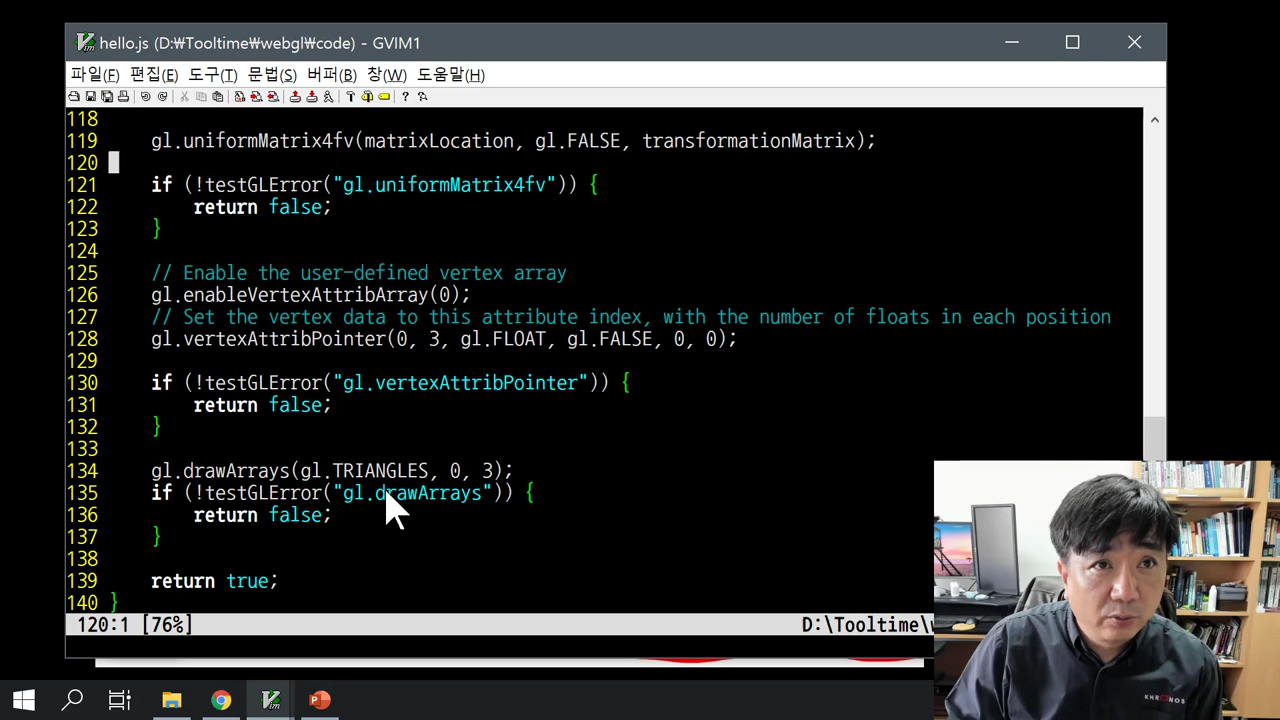 hello.js (D:₩Tooltime₩webgl₩code) - GVIM1
파일(F) 편집(E) 도구(T) 문법(S) 버퍼(B) 창(W) 도움말(H)
118
119 gl.uniformMatrix4fv(matrixLocation, gl.FALSE, transformationMatrix);
120
121 if (!testGLError("gl.uniformMatrix4fv")) {
122 return false;
123 }
124
125 // Enable the user-defined vertex array
126 gl.enableVertexAttribArray(0);
127 // Set the vertex data to this attribute index, with the number of floats in each position
128 gl.vertexAttribPointer(0, 3, gl.FLOAT, gl.FALSE, 0, 0);
129
130 if (!testGLError("gl.vertexAttribPointer")) {
131 return false;
132 }
133
134 gl.drawArrays(gl.TRIANGLES, 0, 3);
135 if (!testGLError("gl.drawArrays")) {
136 return false;
137 }
138
139 return true;
140 }
120:1 [76%] D:\Tooltime\w
KHRONOS